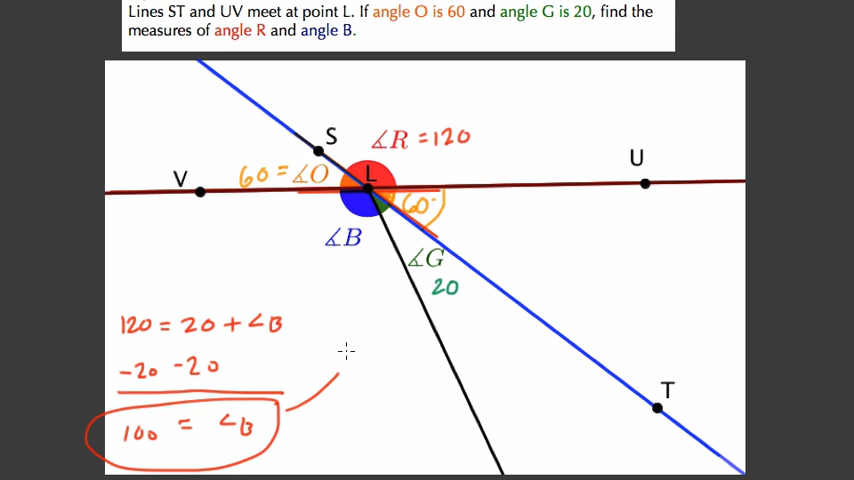 Lines ST and UV meet at point L. If angle O is 60 and angle G is 20, find the
measures of angle R and angle B.
S
∡R = 120
U
V
60 = ∡O
L
60°
∡B
∡G
20
120 = 20 + ∠B
-20 -20
100 = ∠B
T